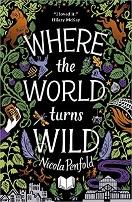 "I loved it"
Hilary McKay
WHERE
the
WORLD
turns
WILD
Nicola Penfold